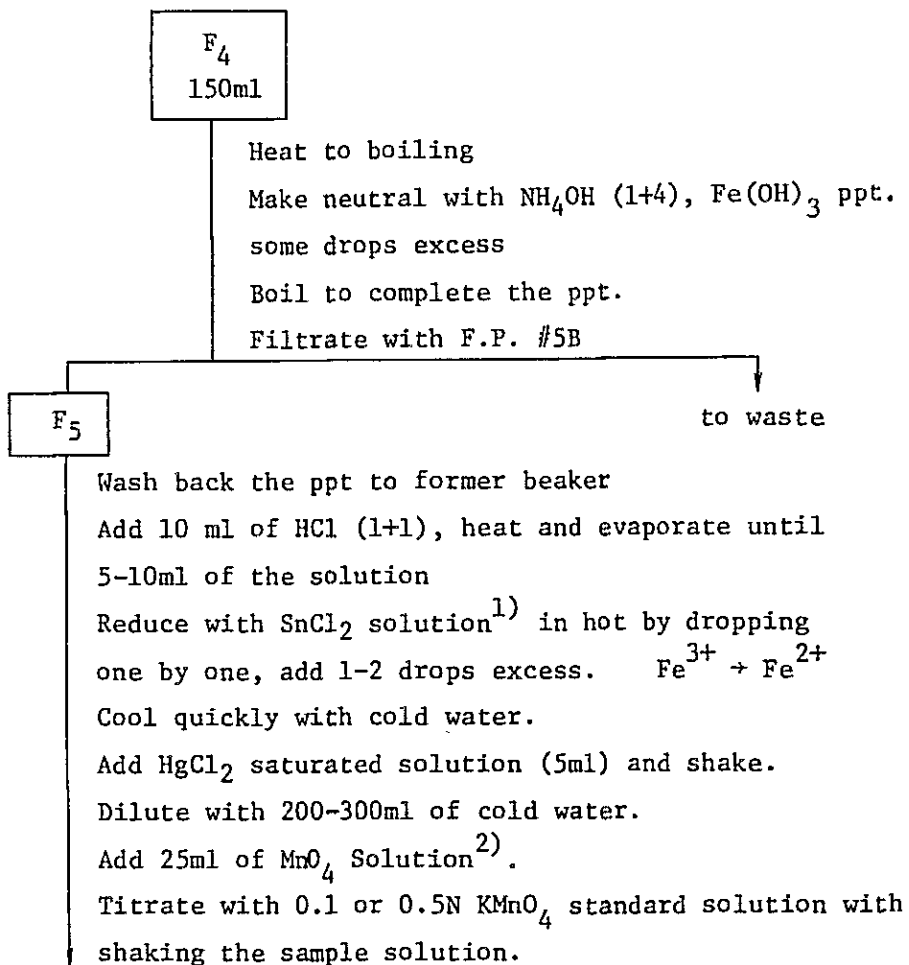 F4
150ml
Heat to boiling
Make neutral with NH4OH (1+4), Fe(OH)3 ppt.
some drops excess
Boil to complete the ppt.
Filtrate with F.P. #5B
F5
to waste
Wash back the ppt to former beaker
Add 10 ml of HCl (1+1), heat and evaporate until
5-10ml of the solution
Reduce with SnCl2 solution1) in hot by dropping
one by one, add 1-2 drops excess. Fe3+ → Fe2+
Cool quickly with cold water.
Add HgCl2 saturated solution (5ml) and shake.
Dilute with 200-300ml of cold water.
Add 25ml of MnO4 Solution2).
Titrate with 0.1 or 0.5N KMnO4 standard solution with
shaking the sample solution.